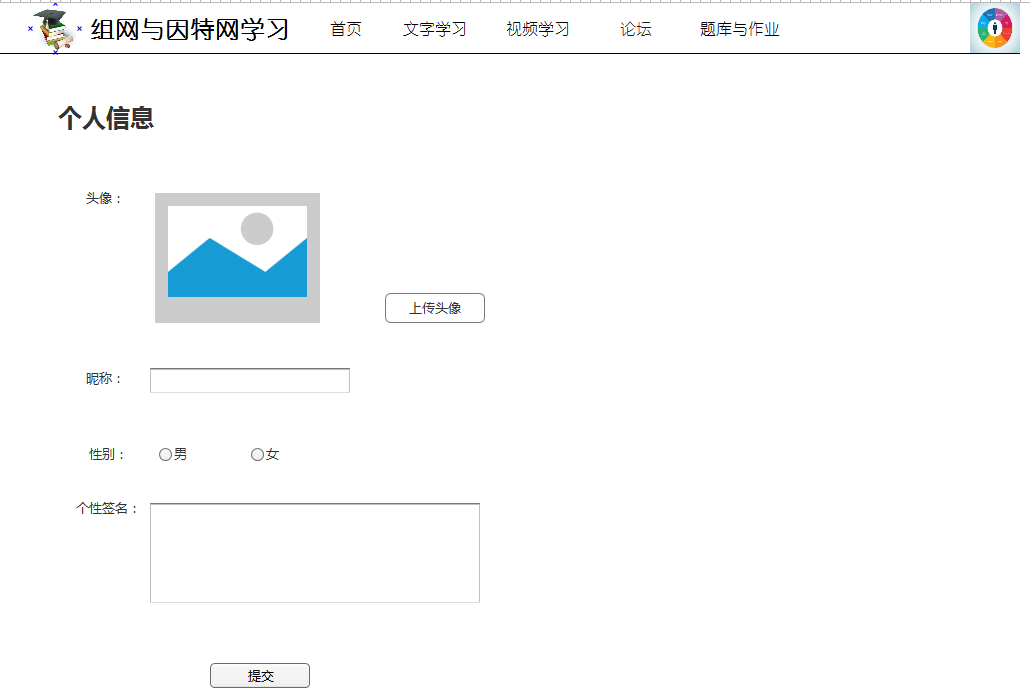 组网与因特网学习 首页 文字学习 视频学习 论坛 题库与作业
个人信息
头像：
上传头像
昵称：
性别： 男 女
个性签名：
提交